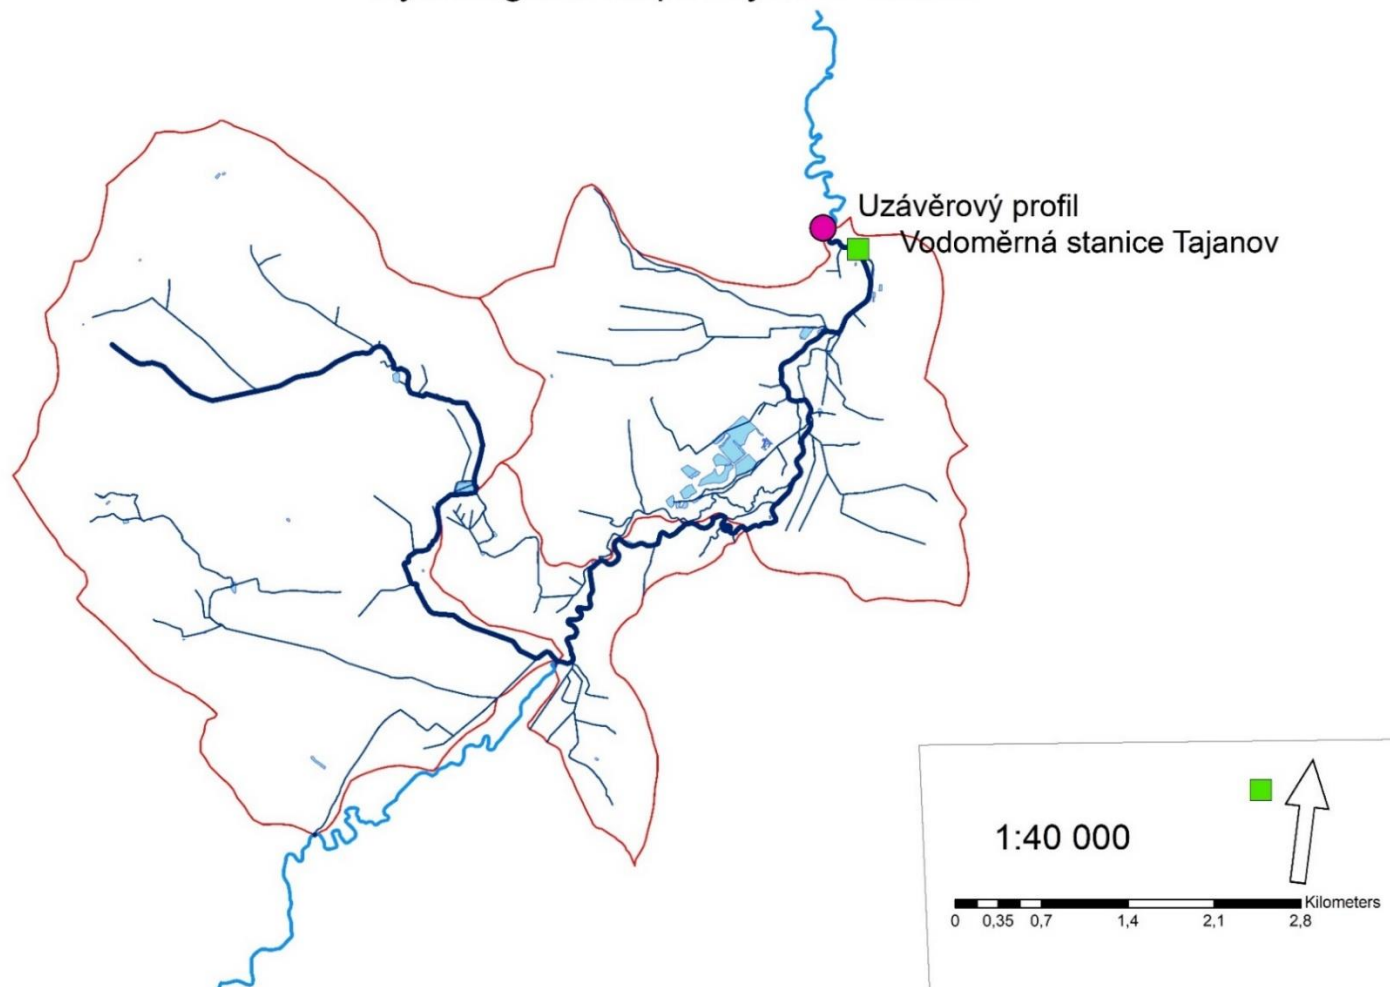 Uzávěrový profil
Vodoměrná stanice Tajanov
1:40 000
Kilometers
0 0,35 0,7 1,4 2,1 2,8